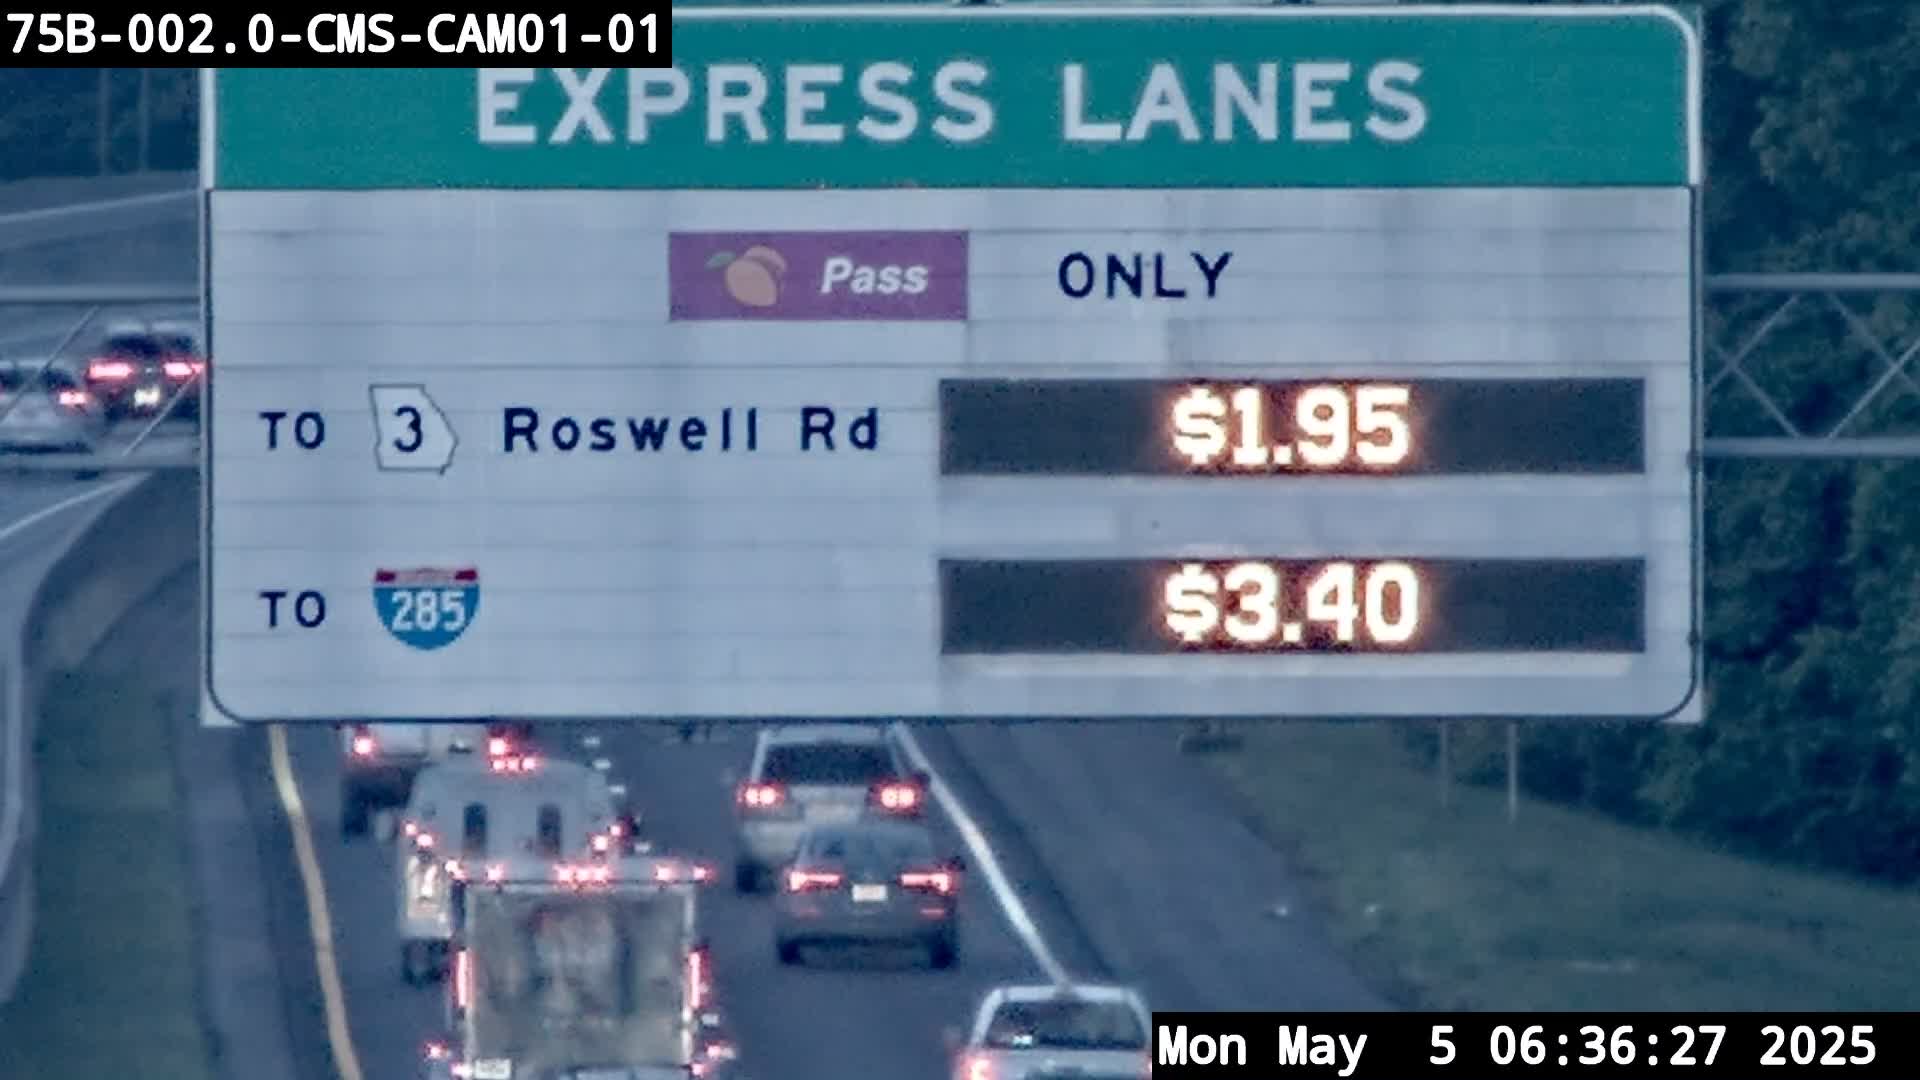 75B-002.0-CMS-CAM01-01
EXPRESS LANES
Pass ONLY
TO 3 Roswell Rd $1.95
TO 285 $3.40
Mon May 5 06:36:27 2025